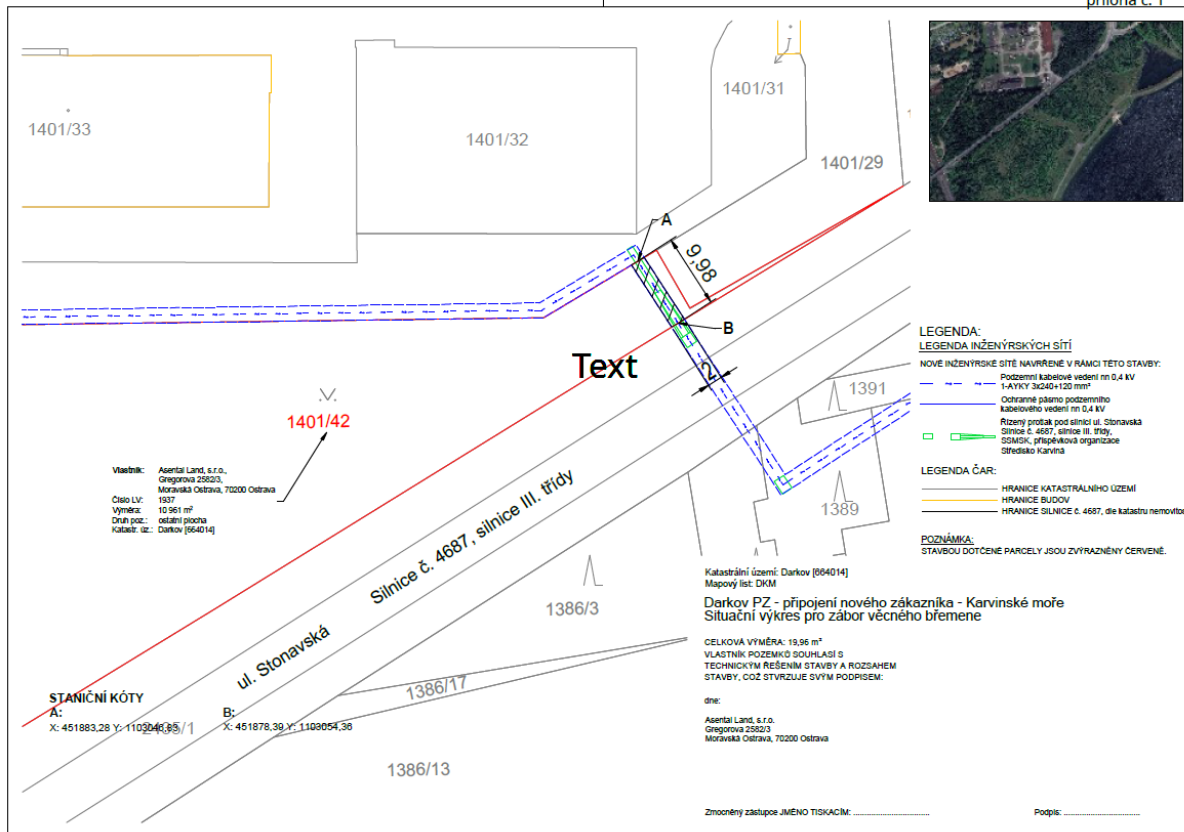 příloha č. 1
1401/33
1401/32
1401/31
1401/29
A
9,98
B
Text
2
1401/42
Vlastník: Asental Land, s.r.o.,
Gregorova 2582/3,
Moravská Ostrava, 70200 Ostrava
Číslo LV: 1937
Výměra: 10 961 m²
Druh poz.: ostatní plocha
Katastr. úz.: Darkov [664014]
1391
1389
Silnice č. 4687, silnice III. třídy
ul. Stonavská
1386/3
1386/17
1386/13
STANIČNÍ KÓTY
A:
X: 451883,28 Y: 1103046,83
B:
X: 451878,39 Y: 1103054,36
LEGENDA:
LEGENDA INŽENÝRSKÝCH SÍTÍ
NOVÉ INŽENÝRSKÉ SÍTĚ NAVRŘENÉ V RÁMCI TÉTO STAVBY:
Podzemní kabelové vedení nn 0,4 kV
1-AYKY 3x240+120 mm²
Ochranné pásmo podzemního
kabelového vedení nn 0,4 kV
Řízený protlak pod silnicí ul. Stonavská
Silnice č. 4687, silnice III. třídy,
SSMSK, příspěvková organizace
Středisko Karviná
LEGENDA ČAR:
HRANICE KATASTRÁLNÍHO ÚZEMÍ
HRANICE BUDOV
HRANICE SILNICE č. 4687, dle katastru nemovitos
POZNÁMKA:
STAVBOU DOTČENÉ PARCELY JSOU ZVÝRAZNĚNY ČERVENĚ.
Katastrální území: Darkov [664014]
Mapový list: DKM
Darkov PZ - připojení nového zákazníka - Karvinské moře
Situační výkres pro zábor věcného břemene
CELKOVÁ VÝMĚRA: 19,96 m²
VLASTNÍK POZEMKŮ SOUHLASÍ S
TECHNICKÝM ŘEŠENÍM STAVBY A ROZSAHEM
STAVBY, COŽ STVRZUJE SVÝM PODPISEM:
dne:
Asental Land, s.r.o.
Gregorova 2582/3
Moravská Ostrava, 70200 Ostrava
Zmocněný zástupce JMÉNO TISKACÍM: ................................
Podpis: ................................